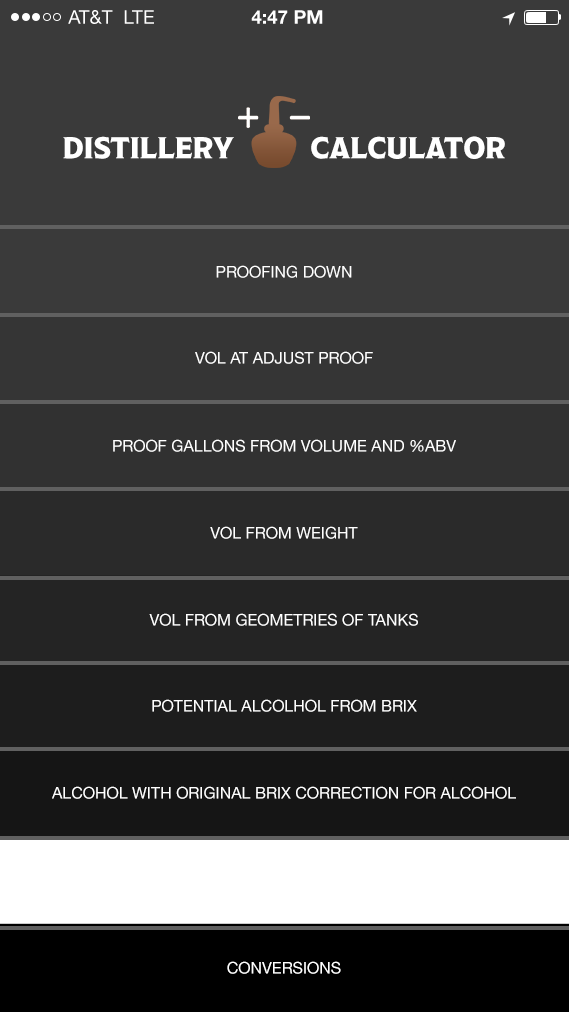 AT&T LTE 4:47 PM
DISTILLERY + - CALCULATOR
PROOFING DOWN
VOL AT ADJUST PROOF
PROOF GALLONS FROM VOLUME AND %ABV
VOL FROM WEIGHT
VOL FROM GEOMETRIES OF TANKS
POTENTIAL ALCOLHOL FROM BRIX
ALCOHOL WITH ORIGINAL BRIX CORRECTION FOR ALCOHOL
CONVERSIONS